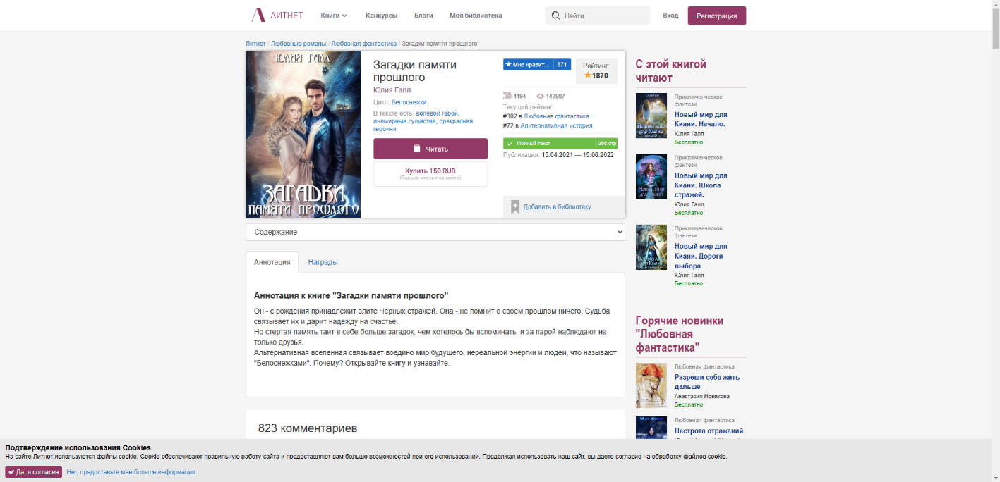 ЛИТНЕТ
Книги
Конкурсы
Блоги
Моя библиотека
Найти
Вход
Регистрация
Литнет / Любовные романы / Любовная фантастика / Загадки памяти прошлого
ЮЛИЯ ГАЛЛ
ЗАГАДКИ
ПАМЯТИ ПРОШЛОГО
Загадки памяти
прошлого
Юлия Галл
Цикл: Белоснежки
В тексте есть: волевой герой,
иномирные существа, прекрасная
героиня
Читать
Купить 150 RUB
(Только чтение на сайте)
Мне нравит... 871
Рейтинг:
1870
1194 143987
Текущий рейтинг:
#302 в Любовная фантастика
#72 в Альтернативная история
Полный текст 366 стр
Публикация: 15.04.2021 — 15.06.2022
Добавить в библиотеку
Содержание
Аннотация
Награды
Аннотация к книге "Загадки памяти прошлого"
Он - с рождения принадлежит элите Черных стражей. Она - не помнит о своем прошлом ничего. Судьба
связывает их и дарит надежду на счастье.
Но стертая память таит в себе больше загадок, чем хотелось бы вспоминать, и за парой наблюдают не
только друзья.
Альтернативная вселенная связывает воедино мир будущего, нереальной энергии и людей, что называют
"Белоснежками". Почему? Открывайте книгу и узнавайте.
823 комментариев
С этой книгой
читают
Приключенческое
фэнтези
Новый мир для
Киани. Начало.
Юлия Галл
Бесплатно
Приключенческое
фэнтези
Новый мир для
Киани. Школа
стражей.
Юлия Галл
Бесплатно
Приключенческое
фэнтези
Новый мир для
Киани. Дороги
выбора
Юлия Галл
Бесплатно
Горячие новинки
"Любовная
фантастика"
Любовная фантастика
Разреши себе жить
дальше
Анастасия Новикова
Бесплатно
Любовная фантастика
Пестрота отражений
Подтверждение использования Cookies
На сайте Литнет используются файлы cookie. Cookie обеспечивают правильную работу сайта и предоставляют вам больше возможностей при его использовании. Продолжая использовать наш сайт, вы даете согласие на обработку файлов cookie.
Да, я согласен
Нет, предоставьте мне больше информации